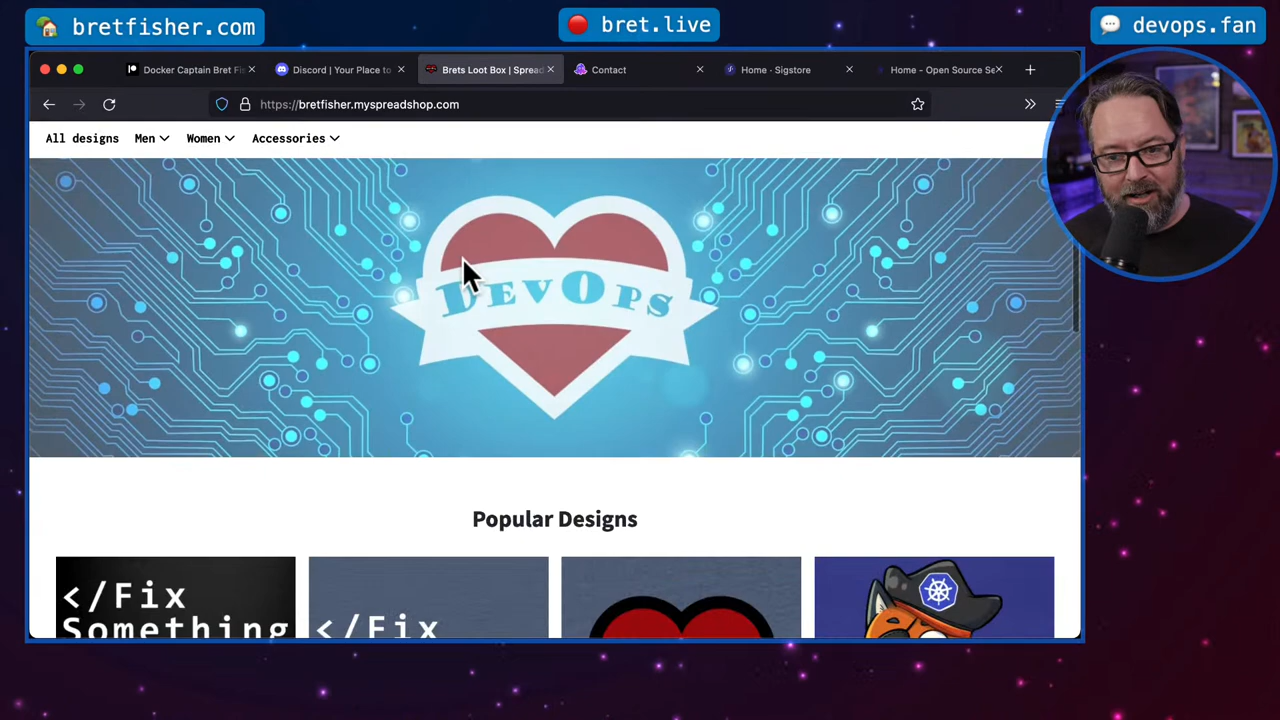 bretfisher.com
bret.live
devops.fan
Docker Captain Bret Fi
Discord | Your Place to
Brets Loot Box | Spread
Contact
Home · Sigstore
Home - Open Source Se
https://bretfisher.myspreadshop.com
All designs
Men
Women
Accessories
DEVOPS
Popular Designs
</Fix
Something
</Fix